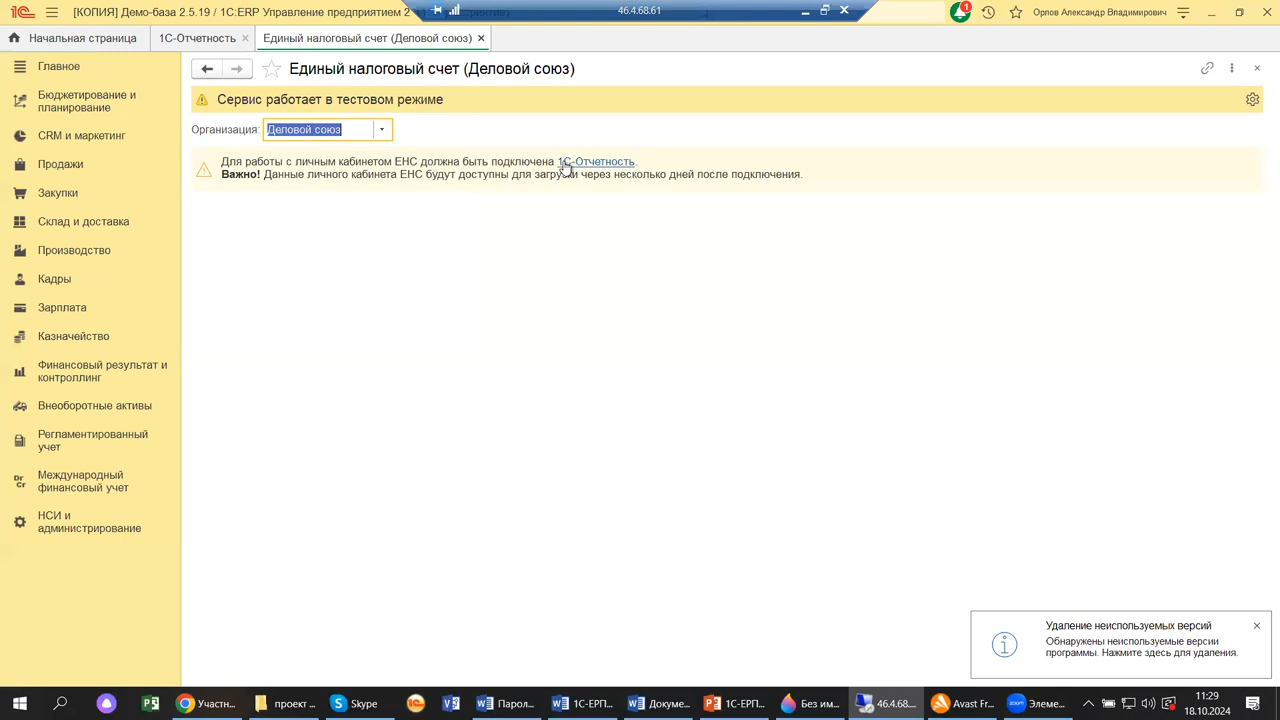 [КОПИЯ] Демо-база 2.5.19 / 1С:ERP Управление предприятием 2
46.4.68.61
1
Орлов Александр Владимирович
Начальная страница
1С-Отчетность
Единый налоговый счет (Деловой союз)
Главное
Бюджетирование и
планирование
CRM и маркетинг
Продажи
Закупки
Склад и доставка
Производство
Кадры
Зарплата
Казначейство
Финансовый результат и
контроллинг
Внеоборотные активы
Регламентированный
учет
Международный
финансовый учет
НСИ и
администрирование
Единый налоговый счет (Деловой союз)
Сервис работает в тестовом режиме
Организация: Деловой союз
Для работы с личным кабинетом ЕНС должна быть подключена 1С-Отчетность.
Важно! Данные личного кабинета ЕНС будут доступны для загрузки через несколько дней после подключения.
Удаление неиспользуемых версий
Обнаружены неиспользуемые версии
программы. Нажмите здесь для удаления.
Участн...
проект ...
Skype
Парол...
1С-ЕРП...
Докуме...
1С-ЕРП...
Без им...
46.4.68...
Avast Fr...
Элеме...
11:29
18.10.2024